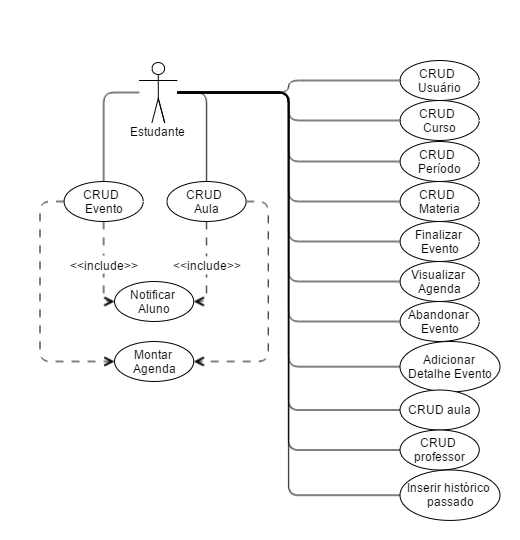 Estudante
CRUD
Evento
CRUD
Aula
<<include>>
<<include>>
Notificar
Aluno
Montar
Agenda
CRUD
Usuário
CRUD
Curso
CRUD
Período
CRUD
Materia
Finalizar
Evento
Visualizar
Agenda
Abandonar
Evento
Adicionar
Detalhe Evento
CRUD aula
CRUD
professor
Inserir histórico
passado